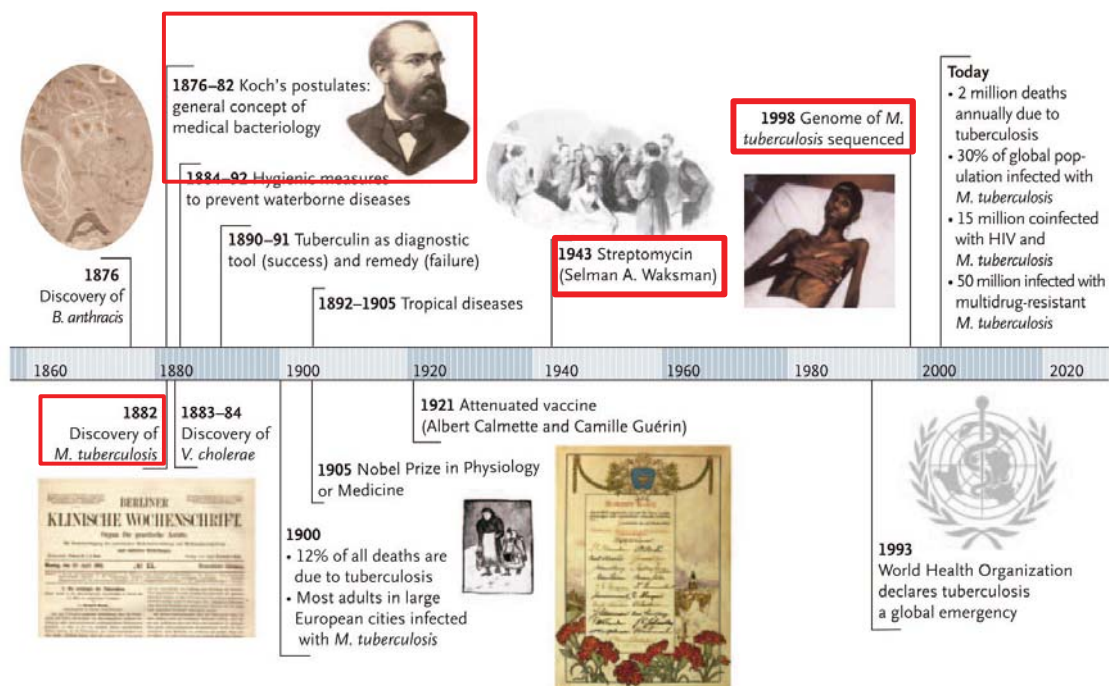 1876–82 Koch's postulates:
general concept of
medical bacteriology
1884–92 Hygienic measures
to prevent waterborne diseases
1890–91 Tuberculin as diagnostic
tool (success) and remedy (failure)
1892–1905 Tropical diseases
1876
Discovery of
B. anthracis
1943 Streptomycin
(Selman A. Waksman)
1998 Genome of M.
tuberculosis sequenced
Today
• 2 million deaths
annually due to
tuberculosis
• 30% of global pop-
ulation infected with
M. tuberculosis
• 15 million coinfected
with HIV and
M. tuberculosis
• 50 million infected with
multidrug-resistant
M. tuberculosis
1860 1880 1900 1920 1940 1960 1980 2000 2020
1882
Discovery of
M. tuberculosis
1883–84
Discovery of
V. cholerae
1921 Attenuated vaccine
(Albert Calmette and Camille Guérin)
1905 Nobel Prize in Physiology
or Medicine
1900
• 12% of all deaths are
due to tuberculosis
• Most adults in large
European cities infected
with M. tuberculosis
1993
World Health Organization
declares tuberculosis
a global emergency
BERLINER
KLINISCHE WOCHENSCHRIFT.